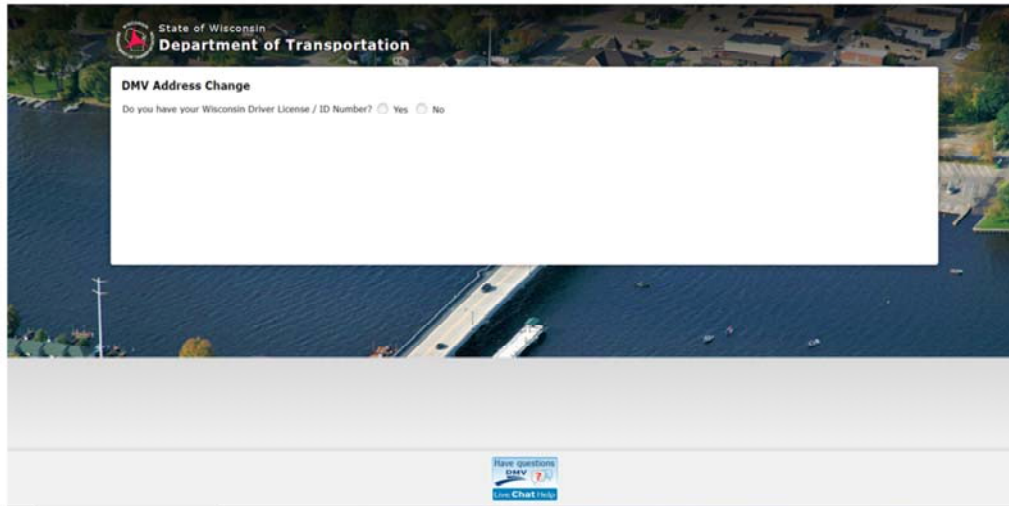 State of Wisconsin
Department of Transportation
DMV Address Change
Do you have your Wisconsin Driver License / ID Number? Yes No
Have questions
DMV ?
Live Chat Help